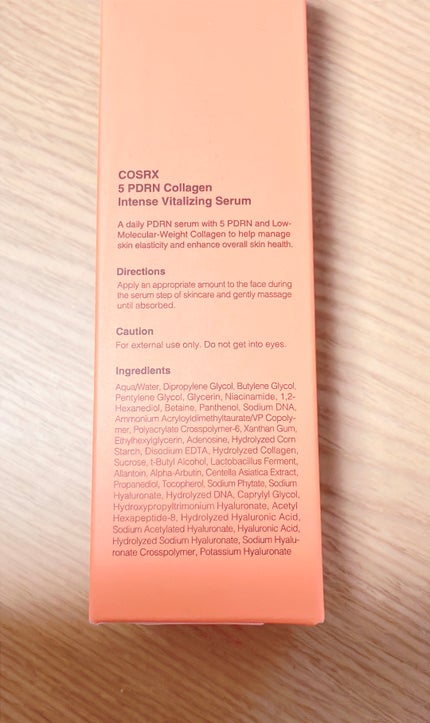 COSRX
5 PDRN Collagen
Intense Vitalizing Serum
A daily PDRN serum with 5 PDRN and Low-
Molecular-Weight Collagen to help manage
skin elasticity and enhance overall skin health.
Directions
Apply an appropriate amount to the face during
the serum step of skincare and gently massage
until absorbed.
Caution
For external use only. Do not get into eyes.
Ingredients
Aqua/Water, Dipropylene Glycol, Butylene Glycol,
Pentylene Glycol, Glycerin, Niacinamide, 1,2-
Hexanediol, Betaine, Panthenol, Sodium DNA,
Ammonium Acryloyldimethyltaurate/VP Copoly-
mer, Polyacrylate Crosspolymer-6, Xanthan Gum,
Ethylhexylglycerin, Adenosine, Hydrolyzed Corn
Starch, Disodium EDTA, Hydrolyzed Collagen,
Sucrose, t-Butyl Alcohol, Lactobacillus Ferment,
Allantoin, Alpha-Arbutin, Centella Asiatica Extract,
Propanediol, Tocopherol, Sodium Phytate, Sodium
Hyaluronate, Hydrolyzed DNA, Caprylyl Glycol,
Hydroxypropyltrimonium Hyaluronate, Acetyl
Hexapeptide-8, Hydrolyzed Hyaluronic Acid,
Sodium Acetylated Hyaluronate, Hyaluronic Acid,
Hydrolyzed Sodium Hyaluronate, Sodium Hyalu-
ronate Crosspolymer, Potassium Hyaluronate